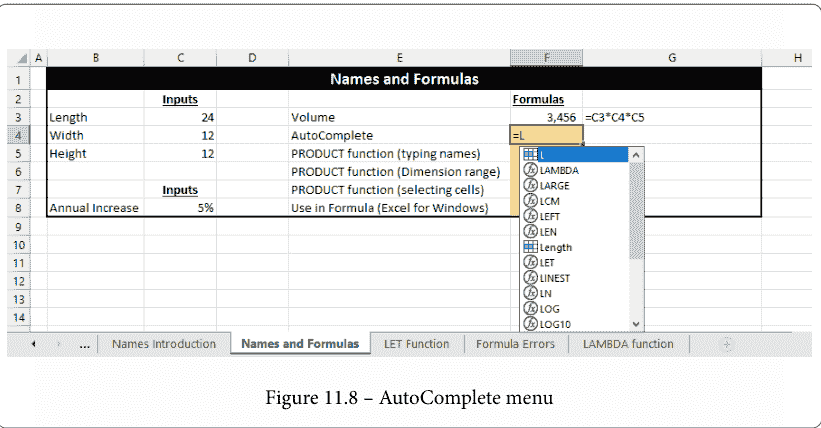 A B C D E F G H
1 Names and Formulas
2 Inputs Formulas
3 Length 24 Volume 3,456 =C3*C4*C5
4 Width 12 AutoComplete =L
5 Height 12 PRODUCT function (typing names) L
6 PRODUCT function (Dimension range) LAMBDA
7 Inputs PRODUCT function (selecting cells) LARGE
8 Annual Increase 5% Use in Formula (Excel for Windows) LCM
9 LEFT
10 LEN
11 Length
12 LET
13 LINEST
14 LN
LOG
LOG10
... Names Introduction Names and Formulas LET Function Formula Errors LAMBDA function
Figure 11.8 – AutoComplete menu